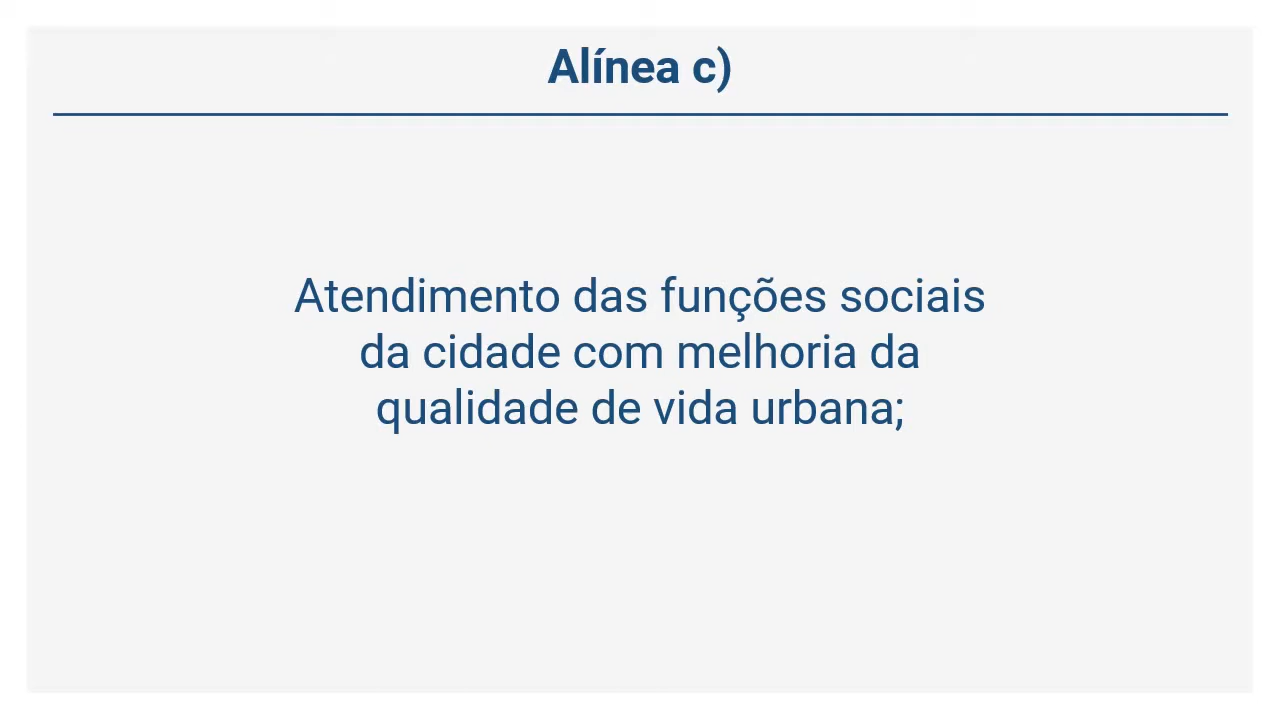 Alínea c)
Atendimento das funções sociais
da cidade com melhoria da
qualidade de vida urbana;